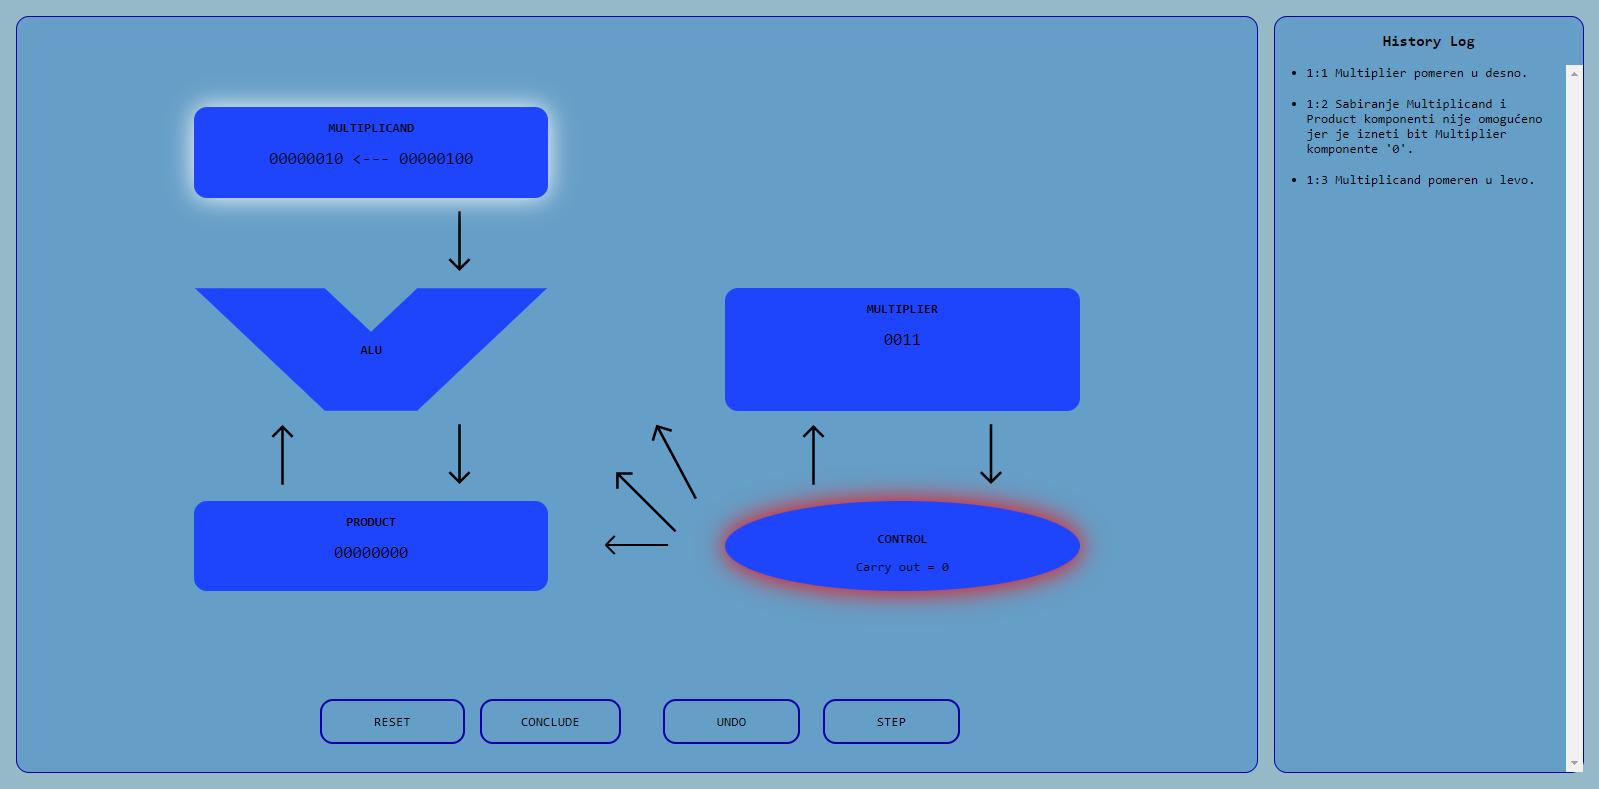 MULTIPLICAND
00000010 <--- 00000100
ALU
MULTIPLIER
0011
PRODUCT
00000000
CONTROL
Carry out = 0
RESET
CONCLUDE
UNDO
STEP
History Log
• 1:1 Multiplier pomeren u desno.
• 1:2 Sabiranje Multiplicand i
Product komponenti nije omogućeno
jer je izneti bit Multiplier
komponente '0'.
• 1:3 Multiplicand pomeren u levo.